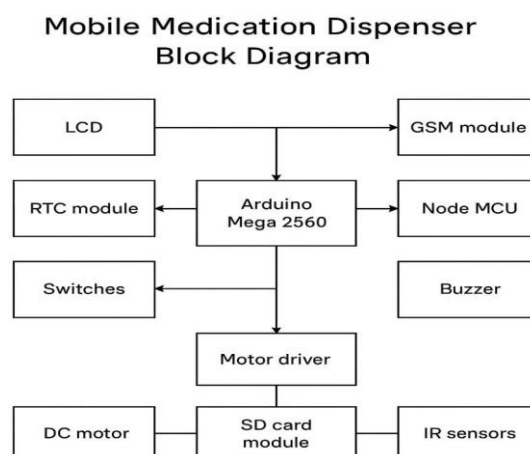 Mobile Medication Dispenser
Block Diagram
LCD
GSM module
RTC module
Arduino
Mega 2560
Node MCU
Switches
Buzzer
Motor driver
DC motor
SD card
module
IR sensors